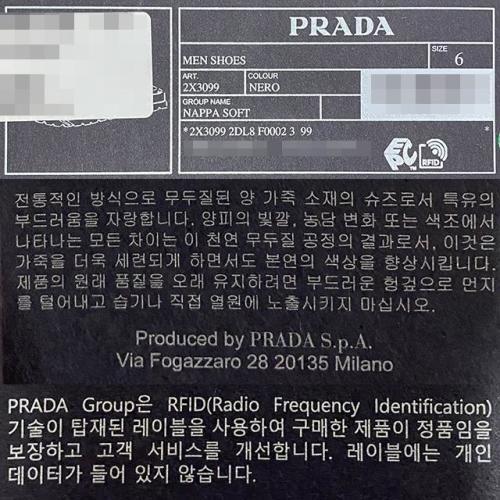 PRADA
MEN SHOES
SIZE
6
ART.
COLOUR
2X3099
NERO
GROUP NAME
NAPPA SOFT
*2X3099 2DL8 F0002 3 99
*
EPC™ RFID
전통적인 방식으로 무두질된 양 가죽 소재의 슈즈로서 특유의
부드러움을 자랑합니다. 양피의 빛깔, 농담 변화 또는 색조에서
나타나는 모든 차이는 이 천연 무두질 공정의 결과로서, 이것은
가죽을 더욱 세련되게 하면서도 본연의 색상을 향상시킵니다.
제품의 원래 품질을 오래 유지하려면 부드러운 헝겊으로 먼지
를 털어내고 습기나 직접 열원에 노출시키지 마십시오.
Produced by PRADA S.p.A.
Via Fogazzaro 28 20135 Milano
PRADA Group은 RFID(Radio Frequency Identification)
기술이 탑재된 레이블을 사용하여 구매한 제품이 정품임을
보장하고 고객 서비스를 개선합니다. 레이블에는 개인
데이터가 들어 있지 않습니다.